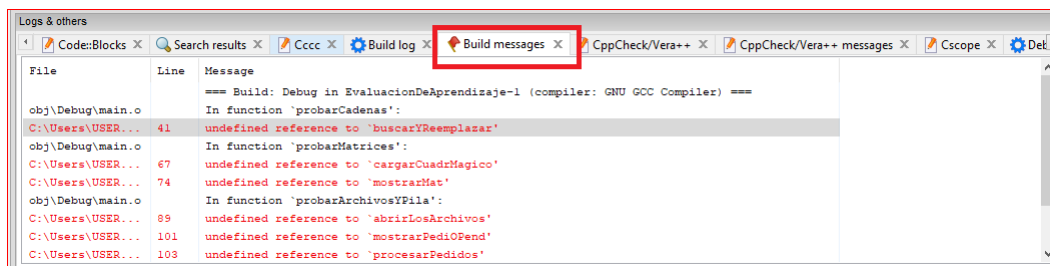 Logs & others
Code::Blocks X Search results X Cccc X Build log X Build messages X CppCheck/Vera++ X CppCheck/Vera++ messages X Cscope X
File Line Message
=== Build: Debug in EvaluacionDeAprendizaje-1 (compiler: GNU GCC Compiler) ===
obj\Debug\main.o In function `probarCadenas':
C:\Users\USER... 41 undefined reference to `buscarYReemplazar'
obj\Debug\main.o In function `probarMatrices':
C:\Users\USER... 67 undefined reference to `cargarCuadrMagico'
C:\Users\USER... 74 undefined reference to `mostrarMat'
obj\Debug\main.o In function `probarArchivosYPila':
C:\Users\USER... 89 undefined reference to `abrirLosArchivos'
C:\Users\USER... 101 undefined reference to `mostrarPediOPend'
C:\Users\USER... 103 undefined reference to `procesarPedidos'